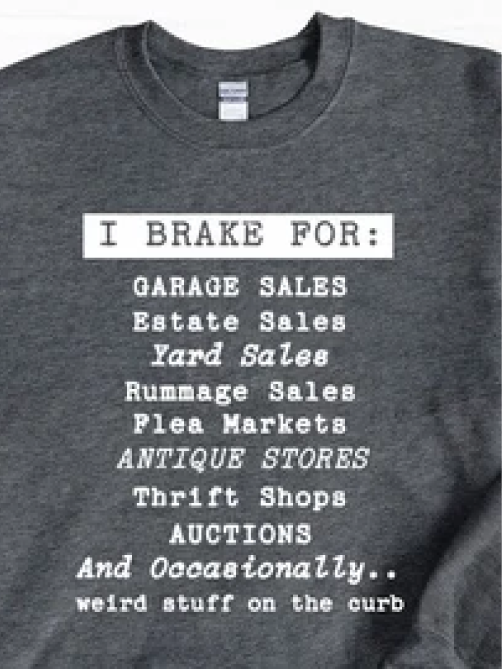 I BRAKE FOR:
GARAGE SALES
Estate Sales
Yard Sales
Rummage Sales
Flea Markets
ANTIQUE STORES
Thrift Shops
AUCTIONS
And Occasionally..
weird stuff on the curb